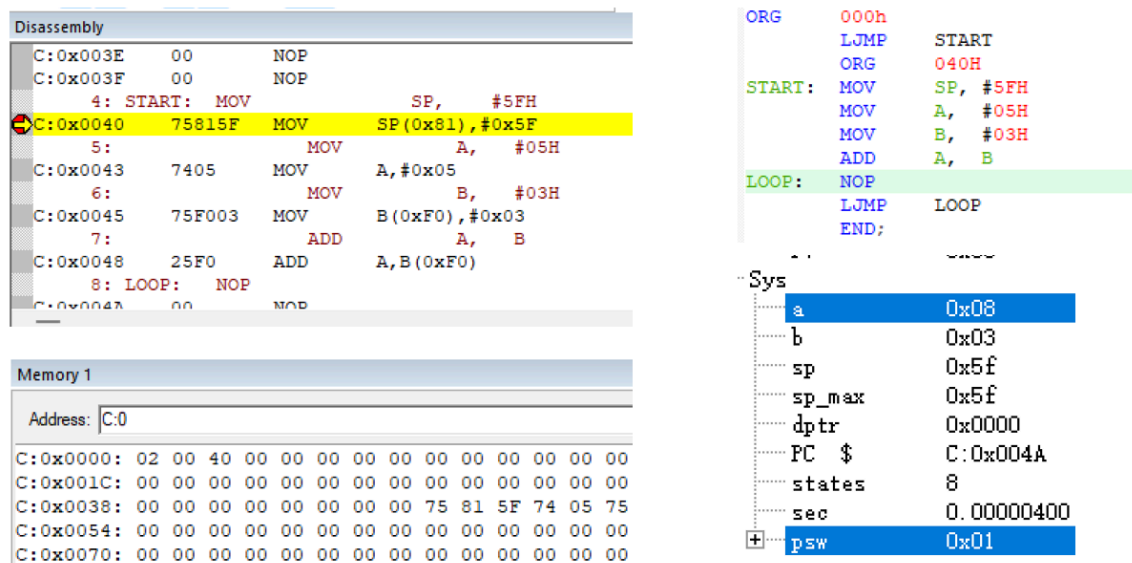 Disassembly
C:0x003E 00 NOP
C:0x003F 00 NOP
4: START: MOV SP, #5FH
C:0x0040 75815F MOV SP(0x81),#0x5F
5: MOV A, #05H
C:0x0043 7405 MOV A,#0x05
6: MOV B, #03H
C:0x0045 75F003 MOV B(0xF0),#0x03
7: ADD A, B
C:0x0048 25F0 ADD A,B(0xF0)
8: LOOP: NOP
C:0x004A 00 NOP
Memory 1
Address: C:0
C:0x0000: 02 00 40 00 00 00 00 00 00 00 00 00 00 00
C:0x001C: 00 00 00 00 00 00 00 00 00 00 00 00 00 00
C:0x0038: 00 00 00 00 00 00 00 00 75 81 5F 74 05 75
C:0x0054: 00 00 00 00 00 00 00 00 00 00 00 00 00 00
C:0x0070: 00 00 00 00 00 00 00 00 00 00 00 00 00 00
ORG 000h
LJMP START
ORG 040H
START: MOV SP, #5FH
MOV A, #05H
MOV B, #03H
ADD A, B
LOOP: NOP
LJMP LOOP
END;
Sys
a 0x08
b 0x03
sp 0x5f
sp_max 0x5f
dptr 0x0000
PC $ C:0x004A
states 8
sec 0.00000400
psw 0x01